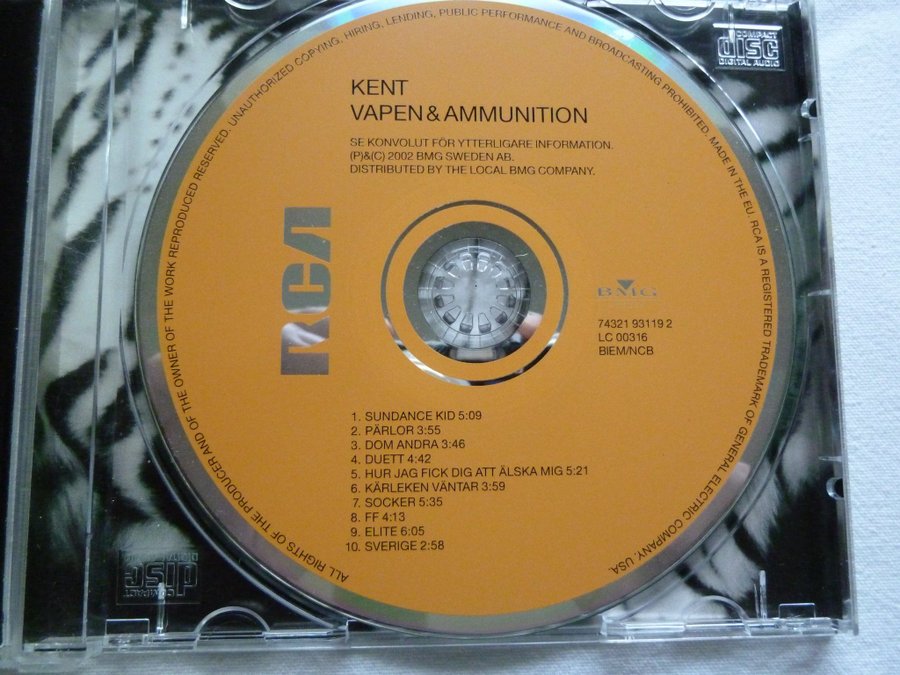 COMPACT
disc
DIGITAL AUDIO
ALL RIGHTS OF THE PRODUCER AND OF THE OWNER OF THE WORK REPRODUCED RESERVED. UNAUTHORIZED COPYING, HIRING, LENDING, PUBLIC PERFORMANCE AND BROADCASTING PROHIBITED. MADE IN THE EU. RCA IS A REGISTERED TRADEMARK OF GENERAL ELECTRIC COMPANY, USA.
KENT
VAPEN & AMMUNITION
SE KONVOLUT FÖR YTTERLIGARE INFORMATION.
(P)&(C) 2002 BMG SWEDEN AB.
DISTRIBUTED BY THE LOCAL BMG COMPANY.
RCA
BMG
74321 93119 2
LC 00316
BIEM/NCB
1. SUNDANCE KID 5:09
2. PÄRLOR 3:55
3. DOM ANDRA 3:46
4. DUETT 4:42
5. HUR JAG FICK DIG ATT ÄLSKA MIG 5:21
6. KÄRLEKEN VÄNTAR 3:59
7. SOCKER 5:35
8. FF 4:13
9. ELITE 6:05
10. SVERIGE 2:58
COMPACT
disc
DIGITAL AUDIO